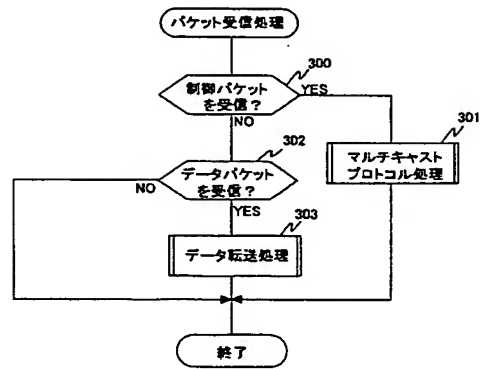 パケット受信処理
300
制御パケット
を受信？
YES
NO
301
マルチキャスト
プロトコル処理
302
データパケット
を受信？
NO
YES
303
データ転送処理
終了